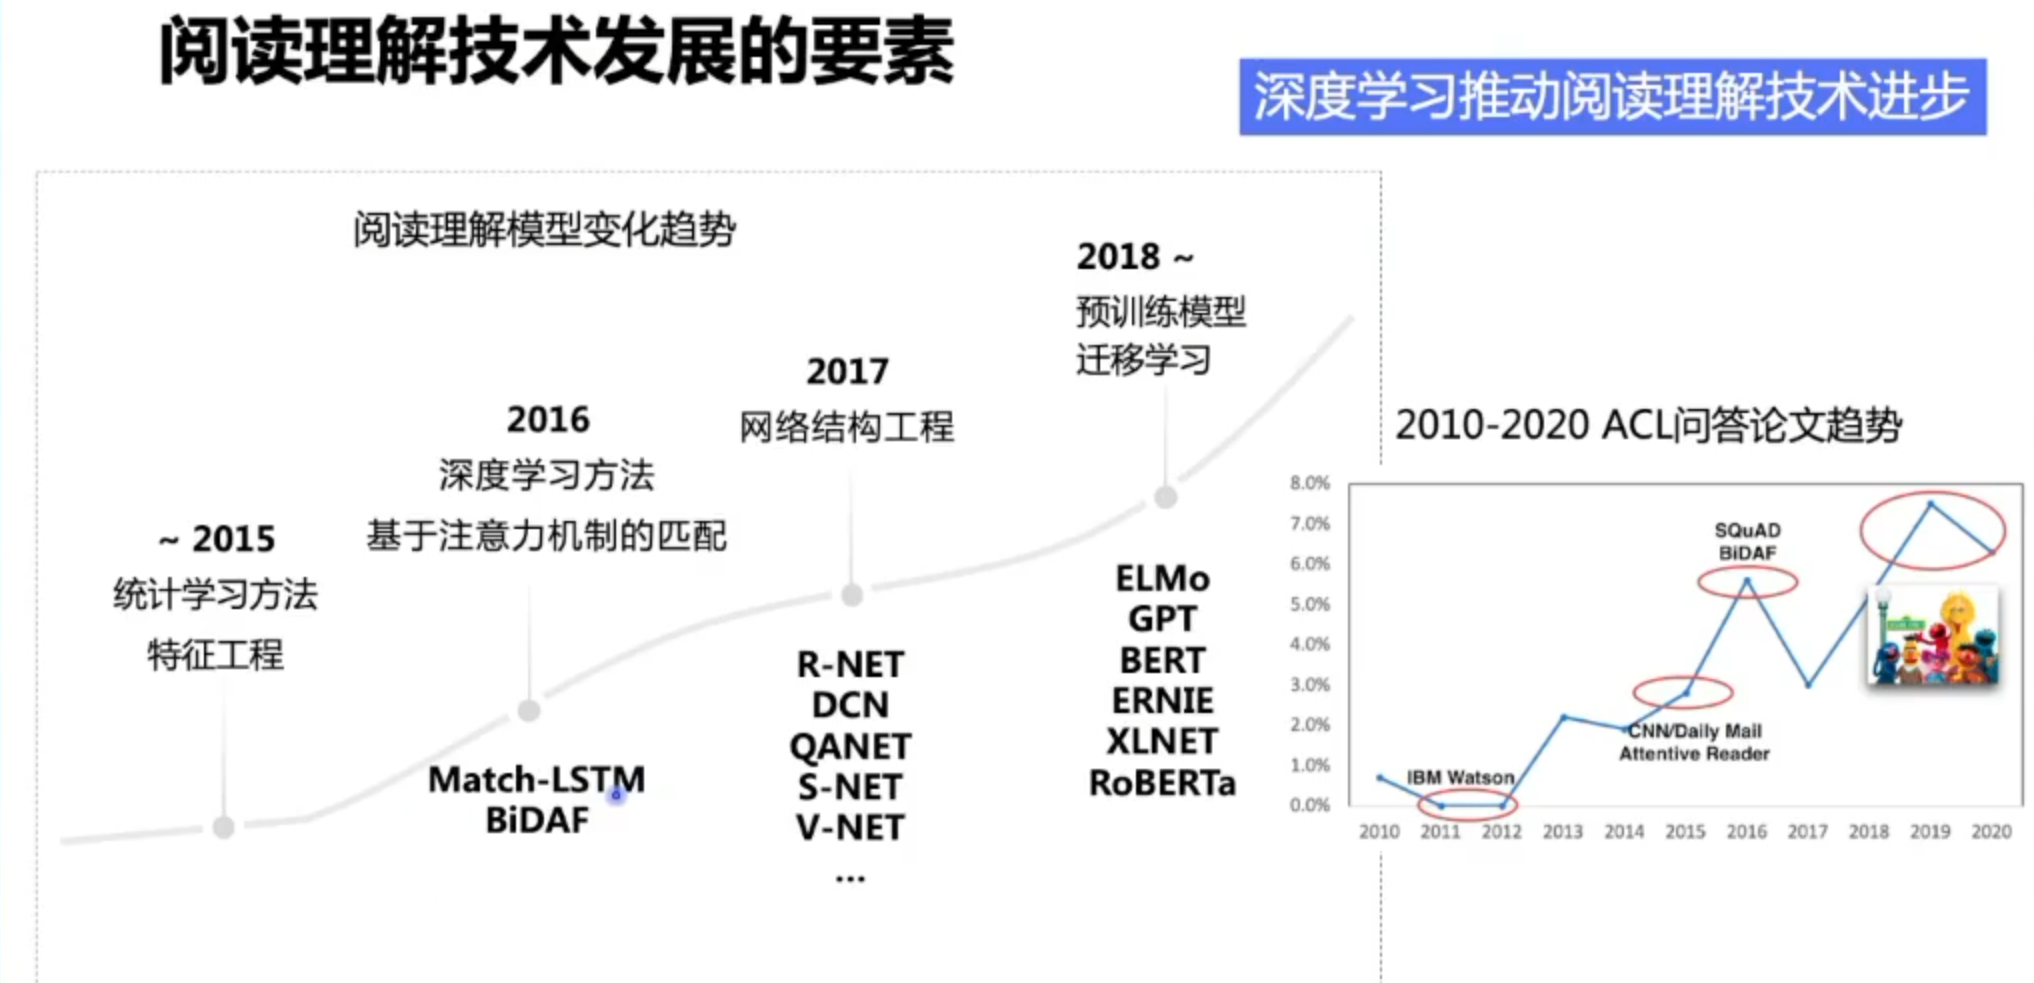 阅读理解技术发展的要素
深度学习推动阅读理解技术进步
阅读理解模型变化趋势
~ 2015
统计学习方法
特征工程
2016
深度学习方法
基于注意力机制的匹配
Match-LSTM
BiDAF
2017
网络结构工程
R-NET
DCN
QANET
S-NET
V-NET
...
2018 ~
预训练模型
迁移学习
ELMo
GPT
BERT
ERNIE
XLNET
RoBERTa
2010-2020 ACL问答论文趋势
8.0%
7.0%
6.0%
5.0%
4.0%
3.0%
2.0%
1.0%
0.0%
SQuAD
BiDAF
CNN/Daily Mail
Attentive Reader
IBM Watson
2010 2011 2012 2013 2014 2015 2016 2017 2018 2019 2020